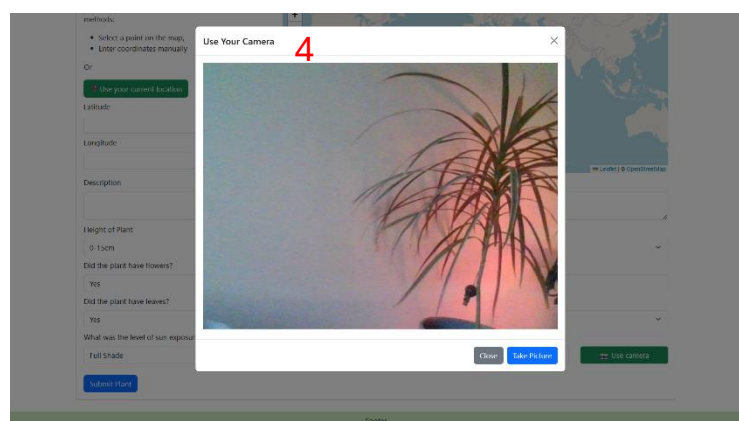 methods:
+
• Select a point on the map,
• Enter coordinates manually
Or
Use your current location
Latitude
Longitude
Leaflet | © OpenStreetMap
Description
Height of Plant
0-15cm
Did the plant have flowers?
Yes
Did the plant have leaves?
Yes
What was the level of sun exposur
Full Shade
Use camera
Submit Plant
Use Your Camera
4
×
Close
Take Picture